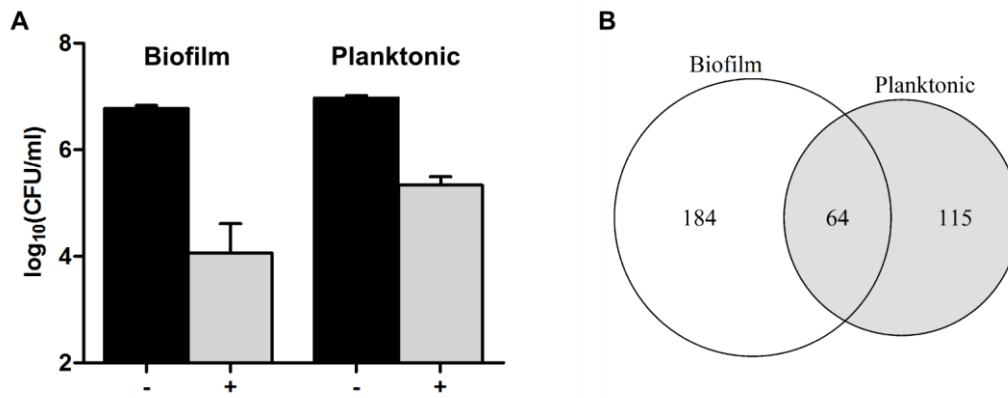 A
8
Biofilm
Planktonic
6
4
2
log10(CFU/ml)
-
+
-
+
B
Biofilm
Planktonic
184
64
115